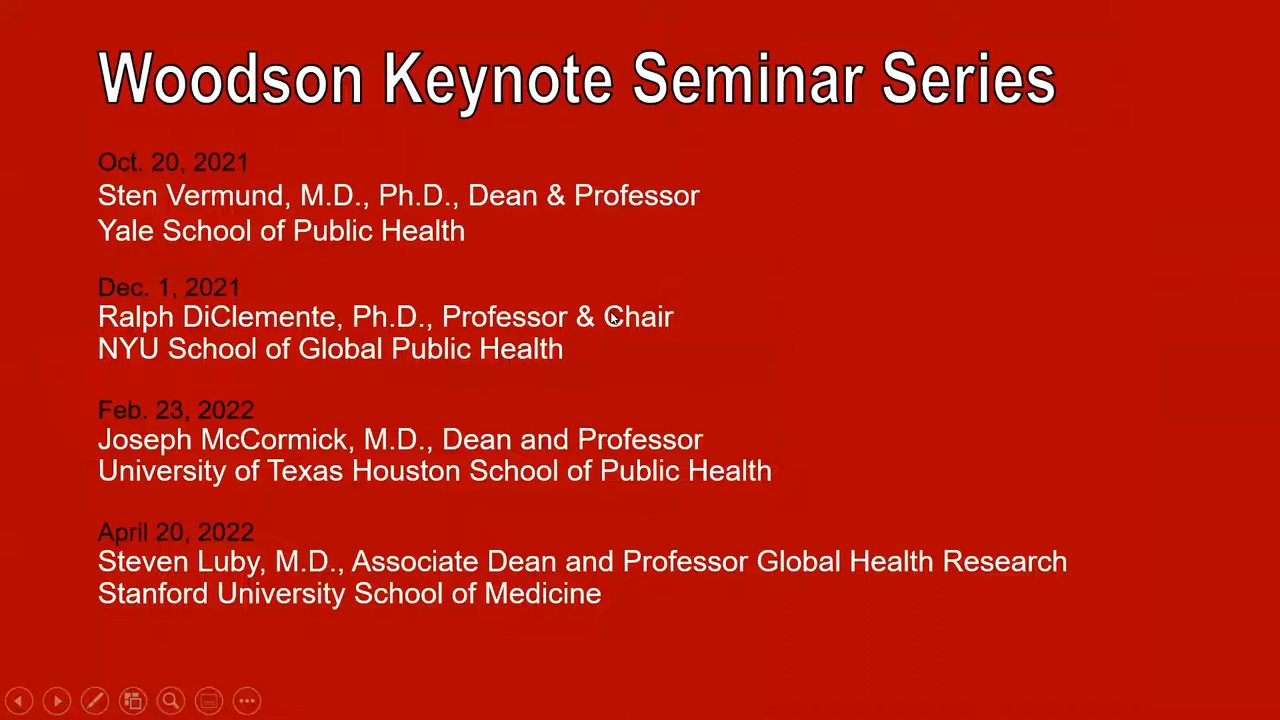 Woodson Keynote Seminar Series
Oct. 20, 2021
Sten Vermund, M.D., Ph.D., Dean & Professor
Yale School of Public Health
Dec. 1, 2021
Ralph DiClemente, Ph.D., Professor & Chair
NYU School of Global Public Health
Feb. 23, 2022
Joseph McCormick, M.D., Dean and Professor
University of Texas Houston School of Public Health
April 20, 2022
Steven Luby, M.D., Associate Dean and Professor Global Health Research
Stanford University School of Medicine